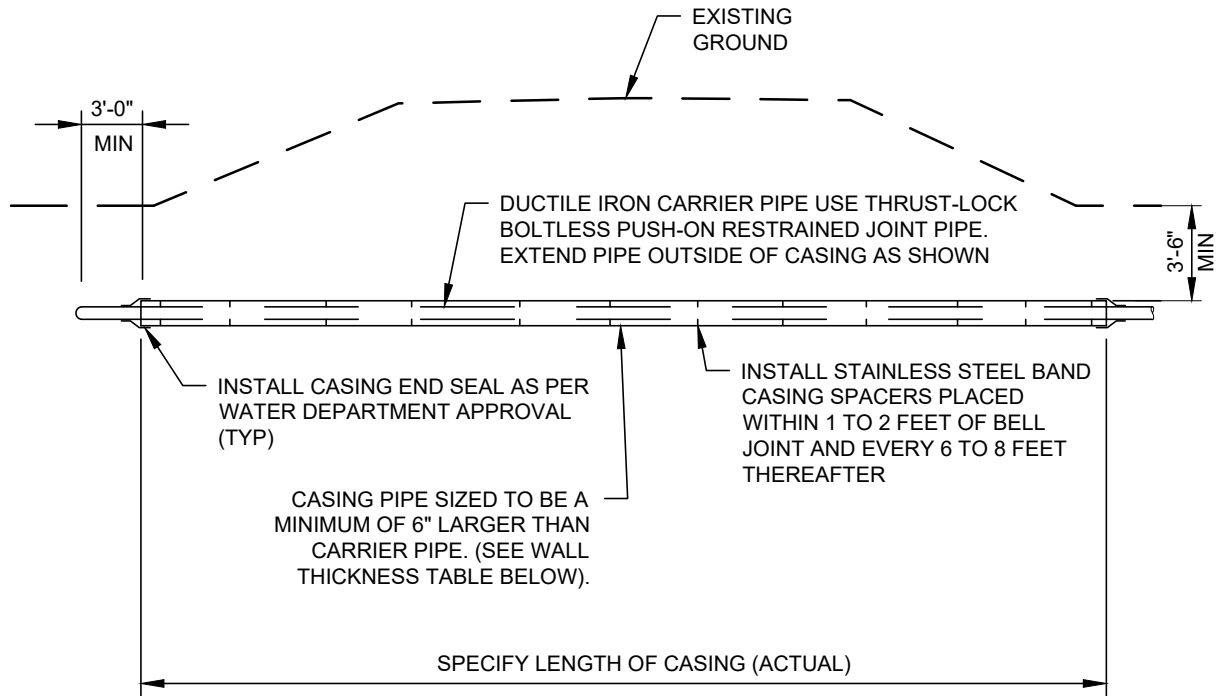 EXISTING
GROUND
3'-0"
MIN
DUCTILE IRON CARRIER PIPE USE THRUST-LOCK
BOLTLESS PUSH-ON RESTRAINED JOINT PIPE.
EXTEND PIPE OUTSIDE OF CASING AS SHOWN
3'-6"
MIN
INSTALL CASING END SEAL AS PER
WATER DEPARTMENT APPROVAL
(TYP)
INSTALL STAINLESS STEEL BAND
CASING SPACERS PLACED
WITHIN 1 TO 2 FEET OF BELL
JOINT AND EVERY 6 TO 8 FEET
THEREAFTER
CASING PIPE SIZED TO BE A
MINIMUM OF 6" LARGER THAN
CARRIER PIPE. (SEE WALL
THICKNESS TABLE BELOW).
SPECIFY LENGTH OF CASING (ACTUAL)